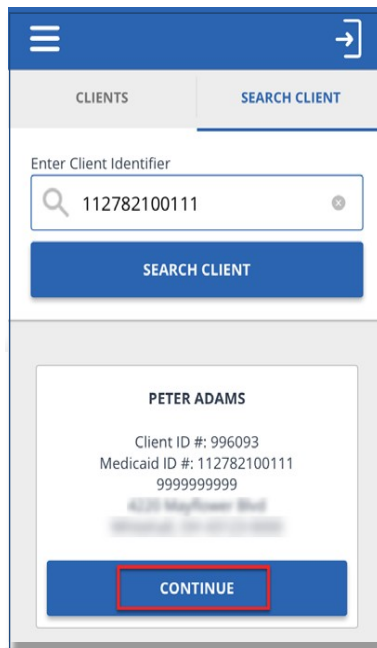 CLIENTS SEARCH CLIENT
Enter Client Identifier
112782100111
SEARCH CLIENT
PETER ADAMS
Client ID #: 996093
Medicaid ID #: 112782100111
9999999999
CONTINUE